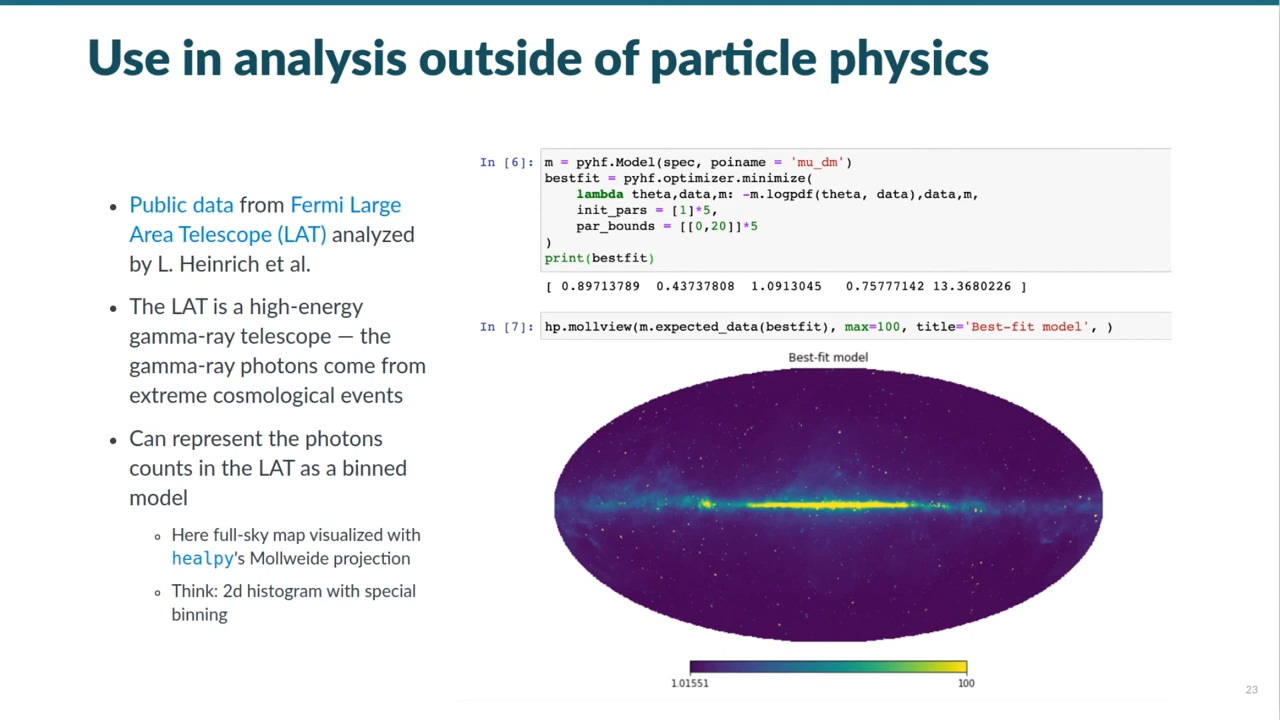 Use in analysis outside of particle physics
• Public data from Fermi Large
Area Telescope (LAT) analyzed
by L. Heinrich et al.
• The LAT is a high-energy
gamma-ray telescope — the
gamma-ray photons come from
extreme cosmological events
• Can represent the photons
counts in the LAT as a binned
model
◦ Here full-sky map visualized with
healpy's Mollweide projection
◦ Think: 2d histogram with special
binning
In [6]: m = pyhf.Model(spec, poiname = 'mu_dm')
bestfit = pyhf.optimizer.minimize(
    lambda theta,data,m: -m.logpdf(theta, data),data,m,
    init_pars = [1]*5,
    par_bounds = [[0,20]]*5
)
print(bestfit)
[ 0.89713789 0.43737808 1.0913045 0.75777142 13.3680226 ]
In [7]: hp.mollview(m.expected_data(bestfit), max=100, title='Best-fit model', )
Best-fit model
1.01551 100
23